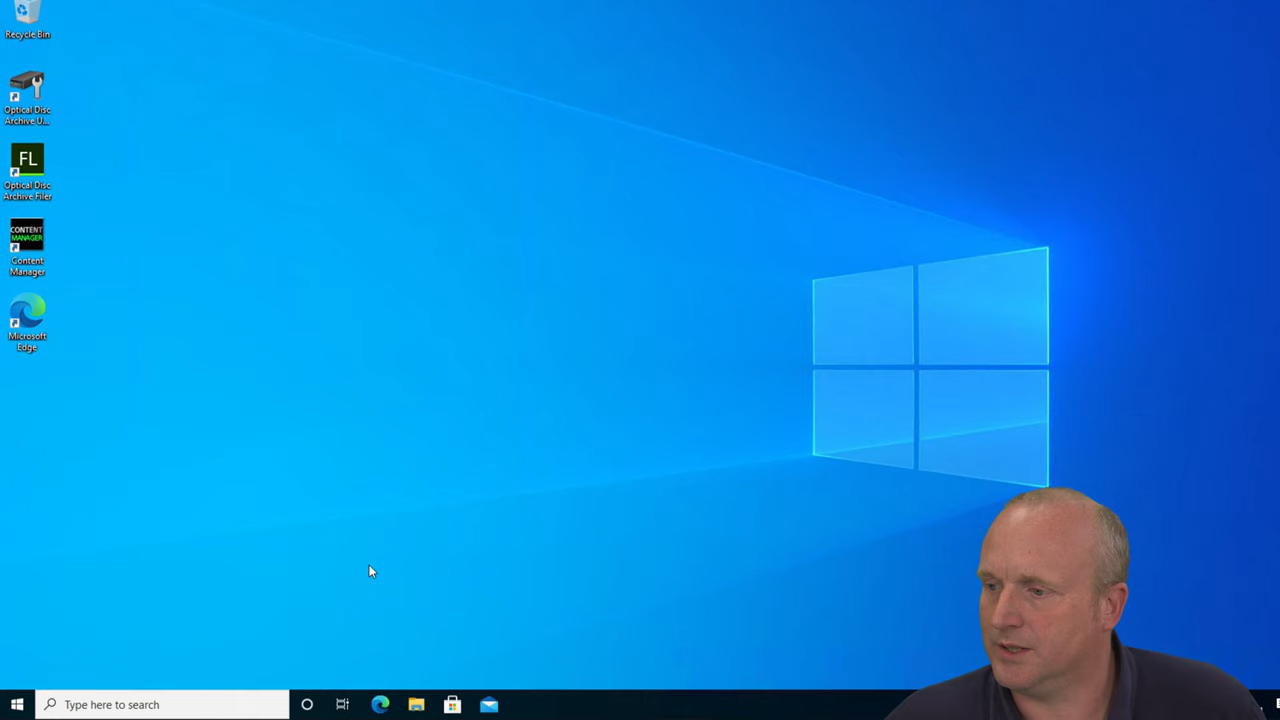 Recycle Bin
Optical Disc
Archive U...
FL
Optical Disc
Archive Filer
CONTENT
MANAGER
Content
Manager
Microsoft
Edge
Type here to search